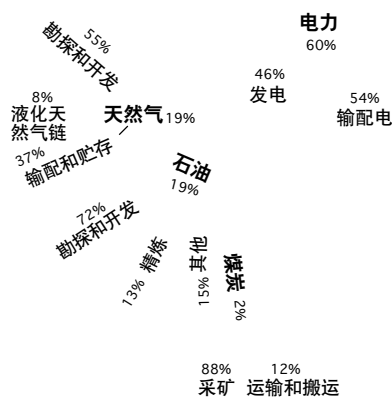 电力
60%
46%
发电
54%
输配电
55%
勘探和开发
天然气 19%
8%
液化天
然气链
37%
输配和贮存
石油
19%
72%
勘探和开发
13% 精炼
15% 其他
煤炭 2%
88%
采矿
12%
运输和搬运